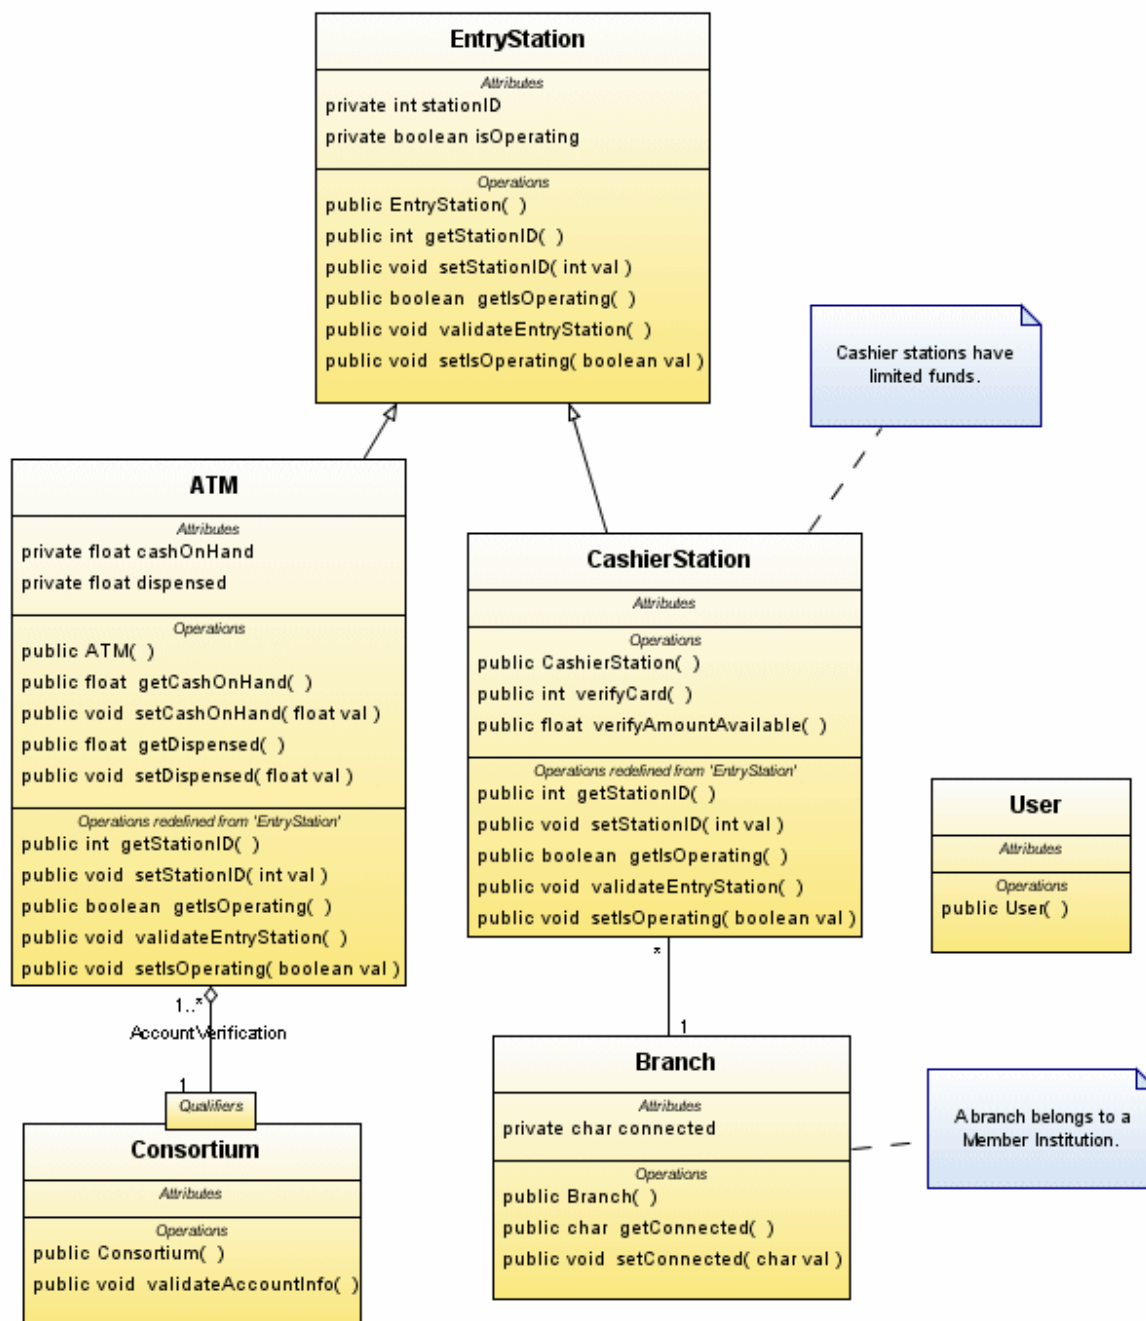 EntryStation
Attributes
private int stationID
private boolean isOperating
Operations
public EntryStation( )
public int getStationID( )
public void setStationID( int val )
public boolean getIsOperating( )
public void validateEntryStation( )
public void setIsOperating( boolean val )
Cashier stations have
limited funds.
ATM
Attributes
private float cashOnHand
private float dispensed
Operations
public ATM( )
public float getCashOnHand( )
public void setCashOnHand( float val )
public float getDispensed( )
public void setDispensed( float val )
Operations redefined from 'EntryStation'
public int getStationID( )
public void setStationID( int val )
public boolean getIsOperating( )
public void validateEntryStation( )
public void setIsOperating( boolean val )
CashierStation
Attributes
Operations
public CashierStation( )
public int verifyCard( )
public float verifyAmountAvailable( )
Operations redefined from 'EntryStation'
public int getStationID( )
public void setStationID( int val )
public boolean getIsOperating( )
public void validateEntryStation( )
public void setIsOperating( boolean val )
User
Attributes
Operations
public User( )
1..*
AccountVerification
1
Qualifiers
Consortium
Attributes
Operations
public Consortium( )
public void validateAccountInfo( )
*
1
Branch
Attributes
private char connected
Operations
public Branch( )
public char getConnected( )
public void setConnected( char val )
A branch belongs to a
Member Institution.